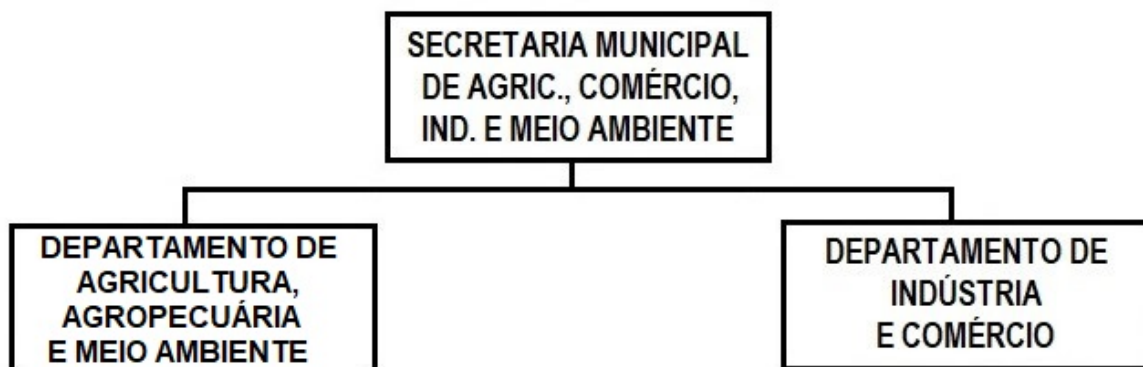 SECRETARIA MUNICIPAL
DE AGRIC., COMÉRCIO,
IND. E MEIO AMBIENTE
DEPARTAMENTO DE
AGRICULTURA,
AGROPECUÁRIA
E MEIO AMBIENTE
DEPARTAMENTO DE
INDÚSTRIA
E COMÉRCIO